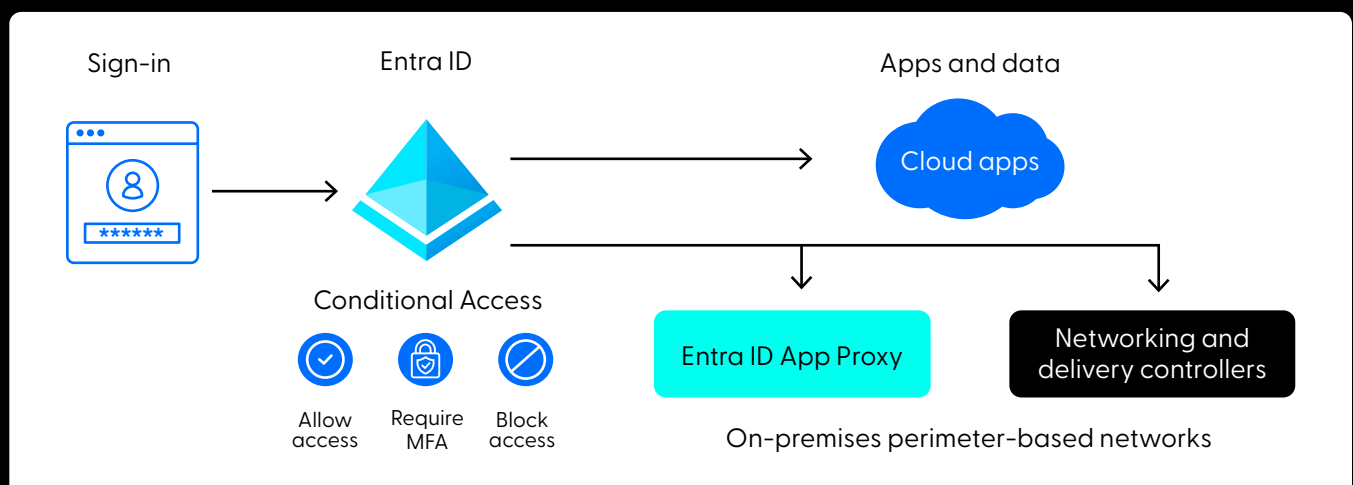 Sign-in
Entra ID
Apps and data
Cloud apps
******
Conditional Access
Allow
access
Require
MFA
Block
access
Entra ID App Proxy
Networking and
delivery controllers
On-premises perimeter-based networks